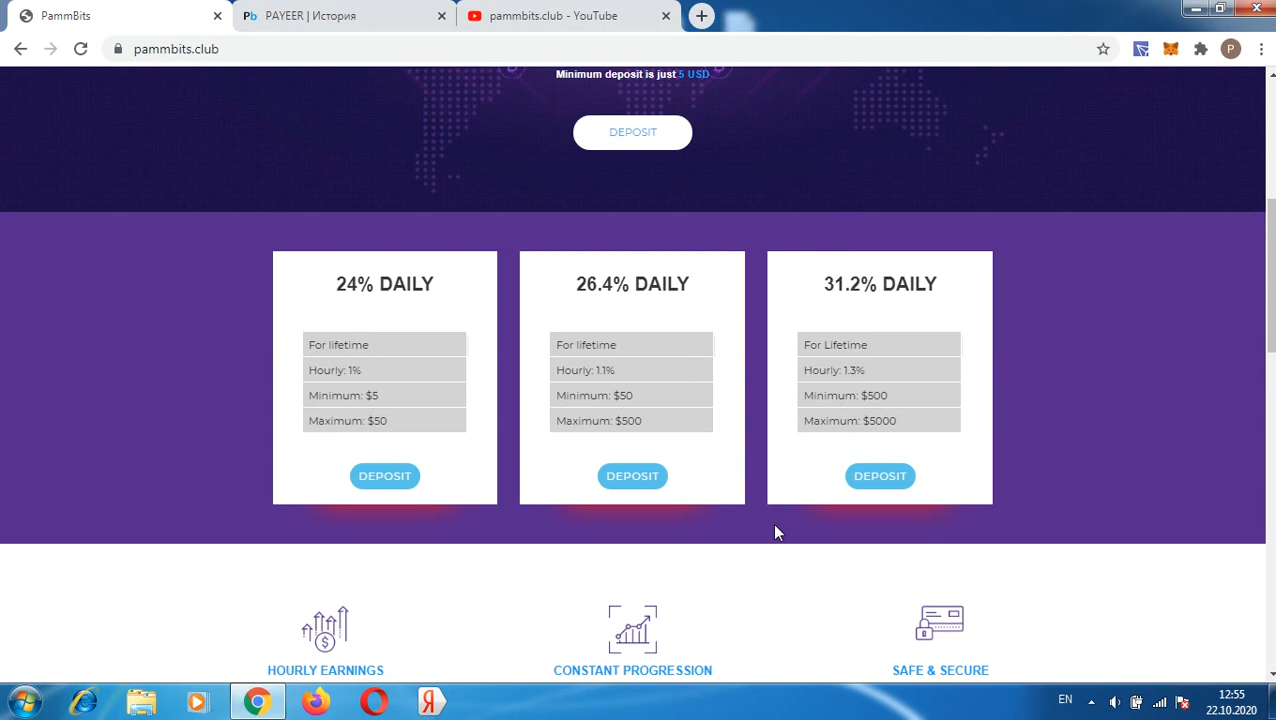 PammBits
PAYEER | История
pammbits.club - YouTube
pammbits.club
P
Minimum deposit is just 5 USD
DEPOSIT
24% DAILY
For lifetime
Hourly: 1%
Minimum: $5
Maximum: $50
DEPOSIT
26.4% DAILY
For lifetime
Hourly: 1.1%
Minimum: $50
Maximum: $500
DEPOSIT
31.2% DAILY
For Lifetime
Hourly: 1.3%
Minimum: $500
Maximum: $5000
DEPOSIT
HOURLY EARNINGS
CONSTANT PROGRESSION
SAFE & SECURE
EN
12:55
22.10.2020